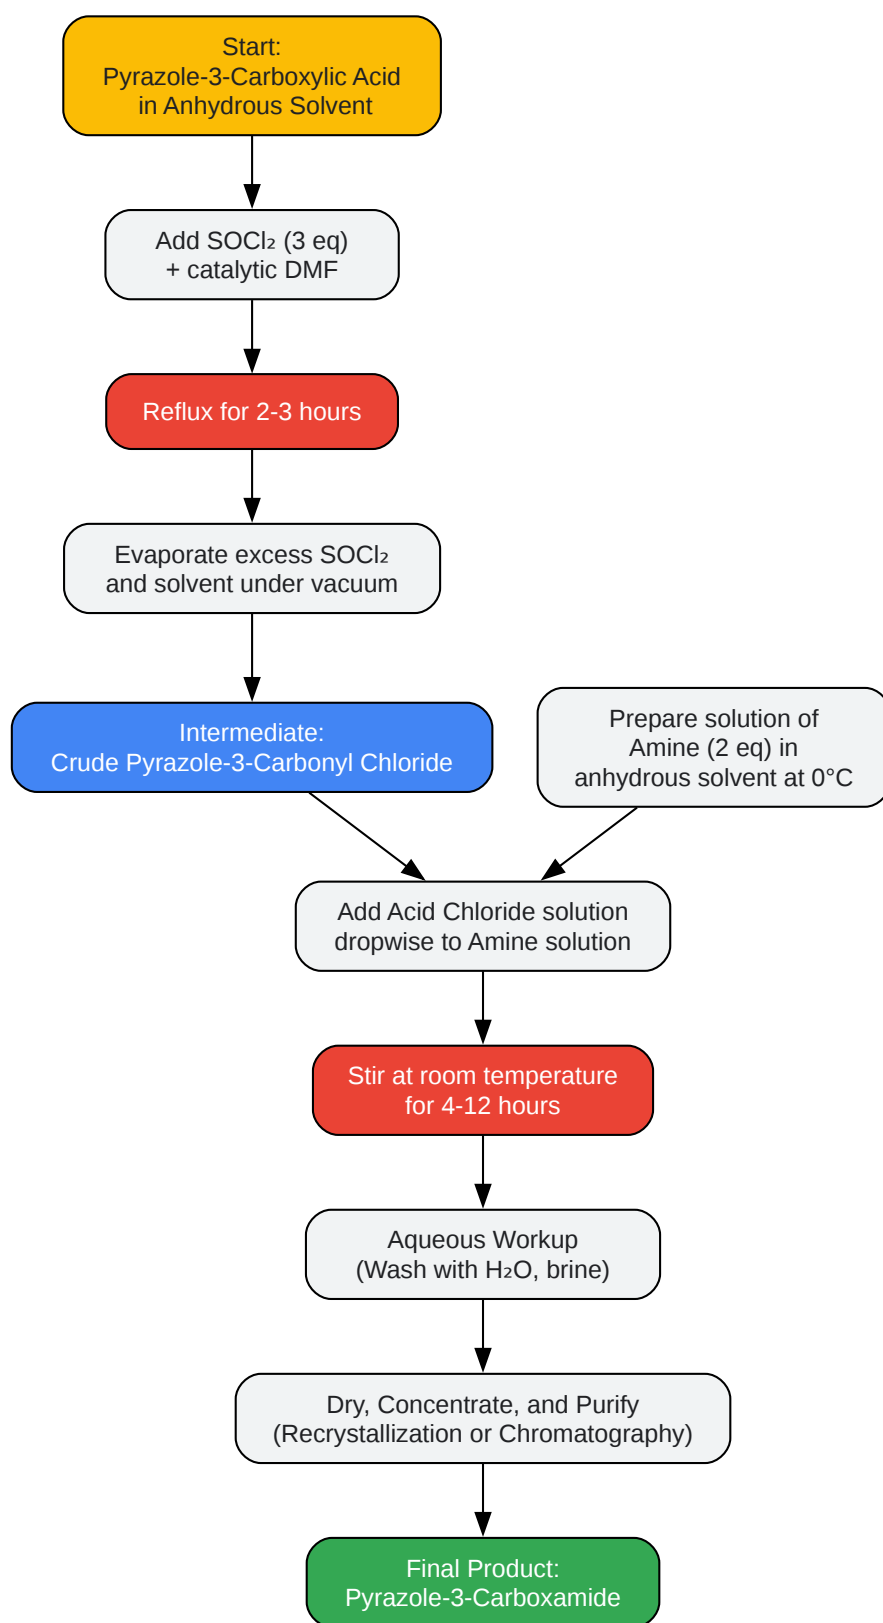 Start:
Pyrazole-3-Carboxylic Acid
in Anhydrous Solvent
Add SOCl₂ (3 eq)
+ catalytic DMF
Reflux for 2-3 hours
Evaporate excess SOCl₂
and solvent under vacuum
Intermediate:
Crude Pyrazole-3-Carbonyl Chloride
Prepare solution of
Amine (2 eq) in
anhydrous solvent at 0°C
Add Acid Chloride solution
dropwise to Amine solution
Stir at room temperature
for 4-12 hours
Aqueous Workup
(Wash with H₂O, brine)
Dry, Concentrate, and Purify
(Recrystallization or Chromatography)
Final Product:
Pyrazole-3-Carboxamide